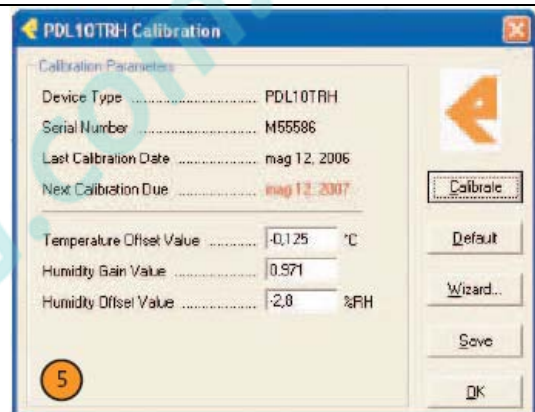 PDL10TRH Calibration
Calibration Parameters
Device Type .......................... PDL10TRH
Serial Number ........................ M55586
Last Calibration Date ................ mag 12, 2006
Next Calibration Due ................. mag 12, 2007
Calibrate
Temperature Offset Value ........... -0,125 °C
Default
Humidity Gain Value .................. 0.971
Humidity Offset Value ................ -2,8 %RH
Wizard...
Save
5
OK